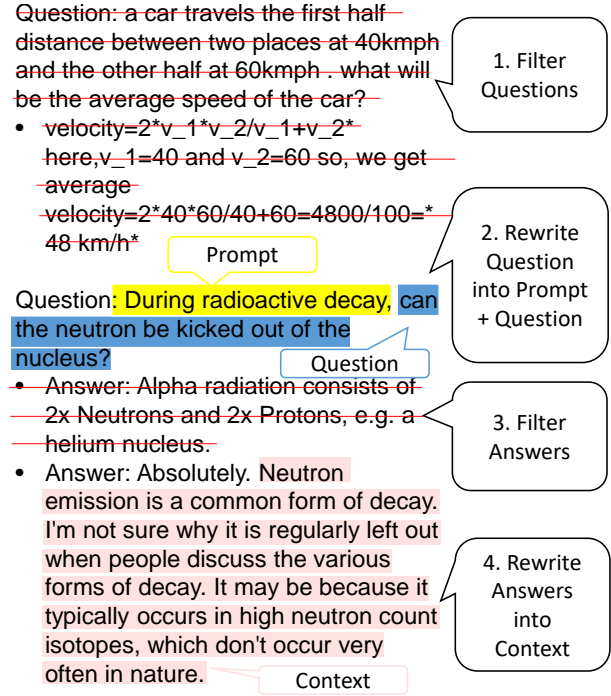 Question: a car travels the first half
distance between two places at 40kmph
and the other half at 60kmph . what will
be the average speed of the car?
• velocity=2*v_1*v_2/v_1+v_2*
here,v_1=40 and v_2=60 so, we get
average
velocity=2*40*60/40+60=4800/100=*
48 km/h*
1. Filter
Questions
Prompt
2. Rewrite
Question
into Prompt
+ Question
Question: During radioactive decay, can
the neutron be kicked out of the
nucleus?
Question
• Answer: Alpha radiation consists of
2x Neutrons and 2x Protons, e.g. a
helium nucleus.
3. Filter
Answers
• Answer: Absolutely. Neutron
emission is a common form of decay.
I'm not sure why it is regularly left out
when people discuss the various
forms of decay. It may be because it
typically occurs in high neutron count
isotopes, which don't occur very
often in nature.
4. Rewrite
Answers
into
Context
Context